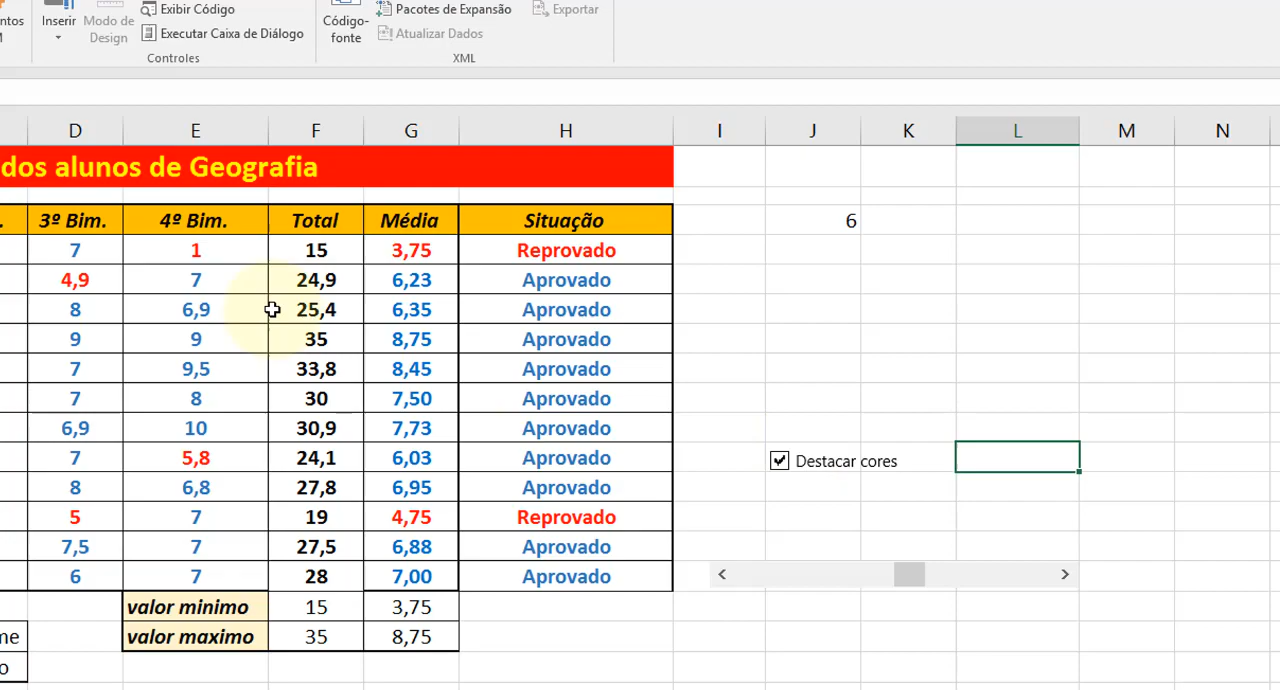 ntos Inserir Modo de Design Exibir Código Código-fonte Pacotes de Expansão Exportar
M Executar Caixa de Diálogo Atualizar Dados
Controles XML
D E F G H I J K L M N
dos alunos de Geografia
. 3º Bim. 4º Bim. Total Média Situação 6
7 1 15 3,75 Reprovado
4,9 7 24,9 6,23 Aprovado
8 6,9 25,4 6,35 Aprovado
9 9 35 8,75 Aprovado
7 9,5 33,8 8,45 Aprovado
7 8 30 7,50 Aprovado
6,9 10 30,9 7,73 Aprovado
7 5,8 24,1 6,03 Aprovado Destacar cores
8 6,8 27,8 6,95 Aprovado
5 7 19 4,75 Reprovado
7,5 7 27,5 6,88 Aprovado
6 7 28 7,00 Aprovado
valor minimo 15 3,75
me valor maximo 35 8,75
o